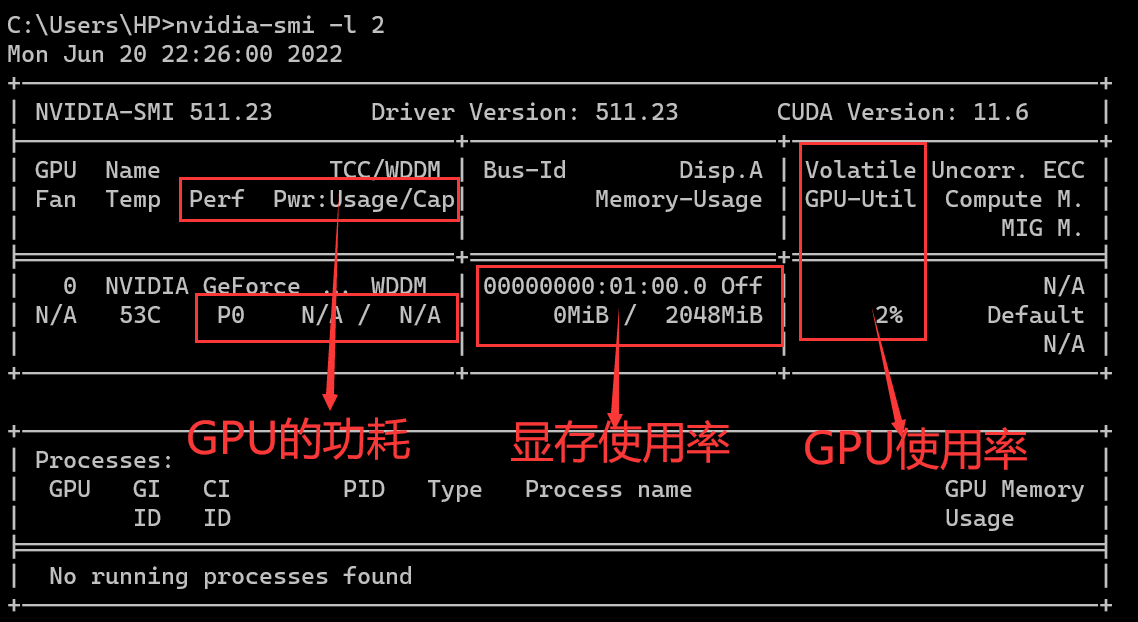 C:\Users\HP>nvidia-smi -l 2
Mon Jun 20 22:26:00 2022
NVIDIA-SMI 511.23 Driver Version: 511.23 CUDA Version: 11.6
GPU Name TCC/WDDM Bus-Id Disp.A Volatile Uncorr. ECC
Fan Temp Perf Pwr:Usage/Cap Memory-Usage GPU-Util Compute M.
MIG M.
0 NVIDIA GeForce ... WDDM 00000000:01:00.0 Off N/A
N/A 53C P0 N/A / N/A 0MiB / 2048MiB 2% Default
N/A
GPU的功耗 显存使用率 GPU使用率
Processes:
GPU GI CI PID Type Process name GPU Memory
ID ID Usage
No running processes found